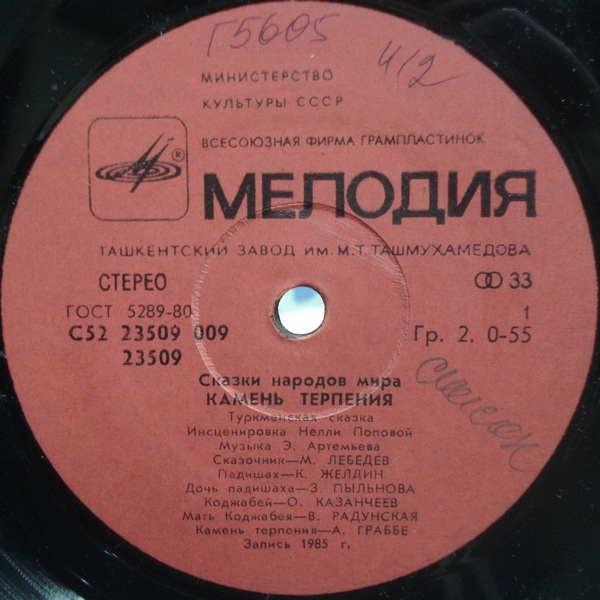 Г5605
4/2
МИНИСТЕРСТВО
КУЛЬТУРЫ СССР
ВСЕСОЮЗНАЯ ФИРМА ГРАМПЛАСТИНОК
®
МЕЛОДИЯ
ТАШКЕНТСКИЙ ЗАВОД им. М.Т.ТАШМУХАМЕДОВА
СТЕРЕО
33
ГОСТ 5289-80
1
С52 23509 009
Гр. 2. 0-55
23509
Сказки народов мира
КАМЕНЬ ТЕРПЕНИЯ
Туркменская сказка
Инсценировка Нелли Поповой
Музыка Э. Артемьева
Сказочник—М. ЛЕБЕДЕВ
Падишах—К. ЖЕЛДИН
Дочь падишаха—З. ПЫЛЬНОВА
Коджабей—О. КАЗАНЧЕЕВ
Мать Коджабея—В. РАДУНСКАЯ
Камень терпения—А. ГРАББЕ
Запись 1985 г,